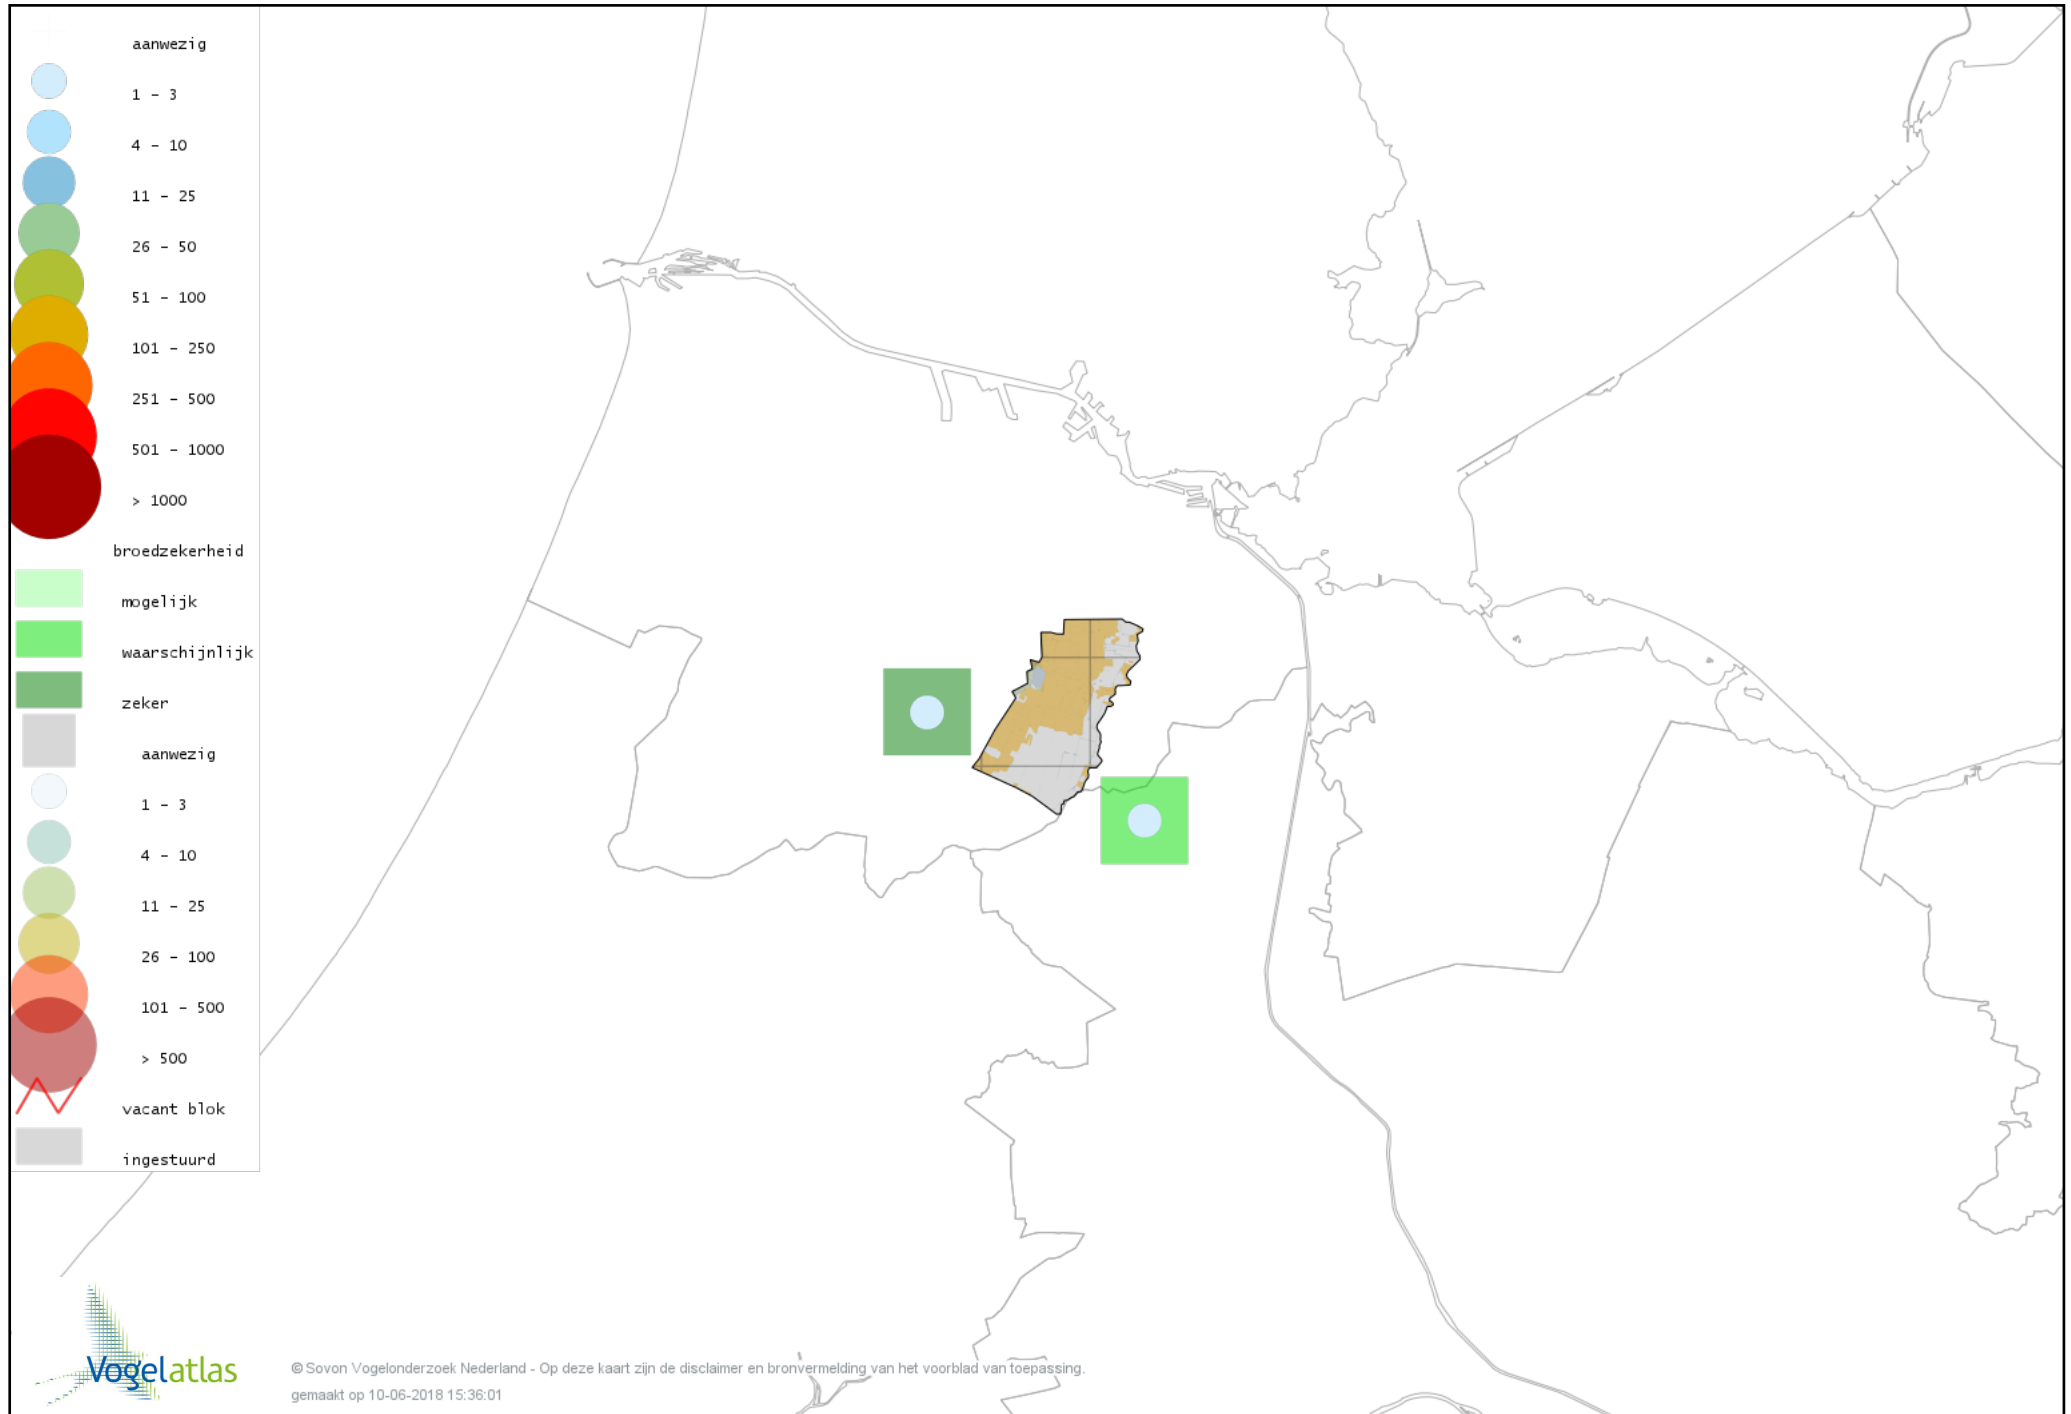 aanwezig
1 - 3
4 - 10
11 - 25
26 - 50
51 - 100
101 - 250
251 - 500
501 - 1000
> 1000
broedzekerheid
mogelijk
waarschijnlijk
zeker
aanwezig
1 - 3
4 - 10
11 - 25
26 - 100
101 - 500
> 500
vacant blok
ingestuurd
Vogelatlas
© Sovon Vogelonderzoek Nederland - Op deze kaart zijn de disclaimer en bronvermelding van het voorblad van toepassing.
gemaakt op 10-06-2018 15:36:01